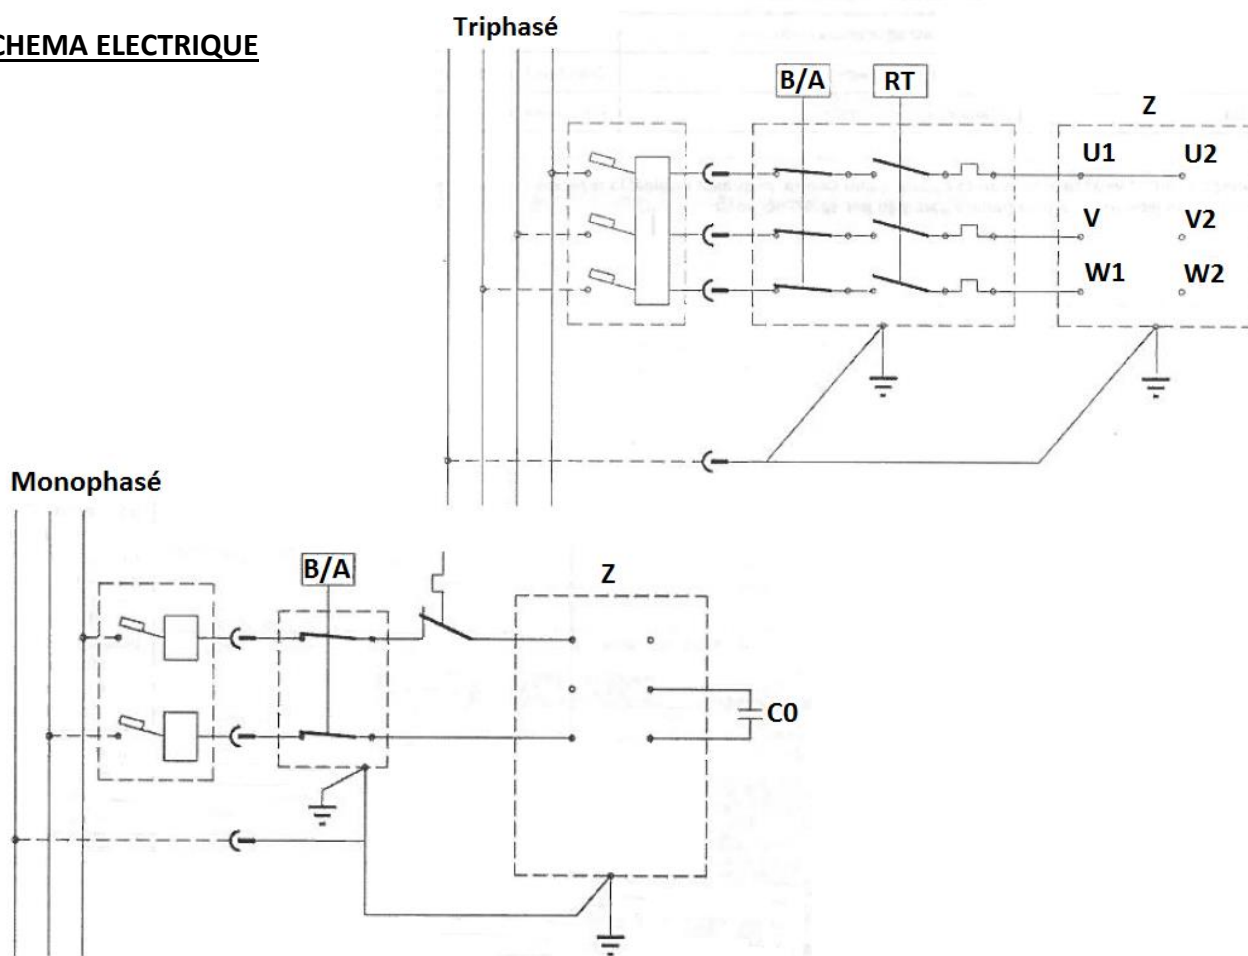 CHEMA ELECTRIQUE
Triphasé
B/A RT
Z
U1 U2
V V2
W1 W2
Monophasé
B/A
Z
C0